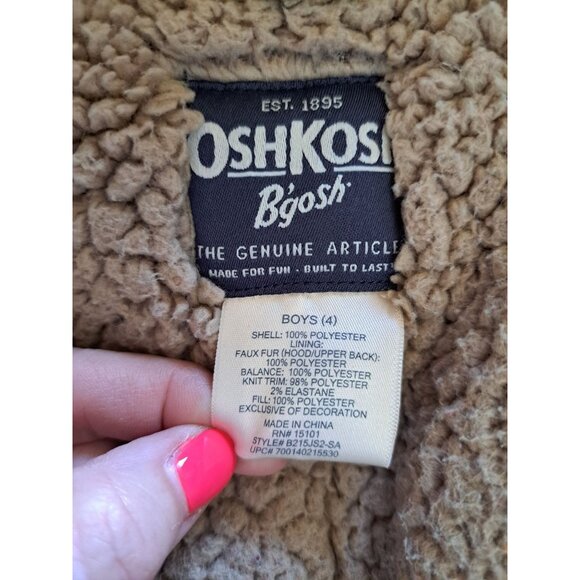 EST. 1895
OSHKOSH
B'gosh
THE GENUINE ARTICLE
MADE FOR FUN · BUILT TO LAST
BOYS (4)
SHELL: 100% POLYESTER
LINING:
FAUX FUR (HOOD/UPPER BACK):
100% POLYESTER
BALANCE: 100% POLYESTER
KNIT TRIM: 98% POLYESTER
2% ELASTANE
FILL: 100% POLYESTER
EXCLUSIVE OF DECORATION
MADE IN CHINA
RN# 15101
STYLE# B215JS2-SA
UPC# 700140215530